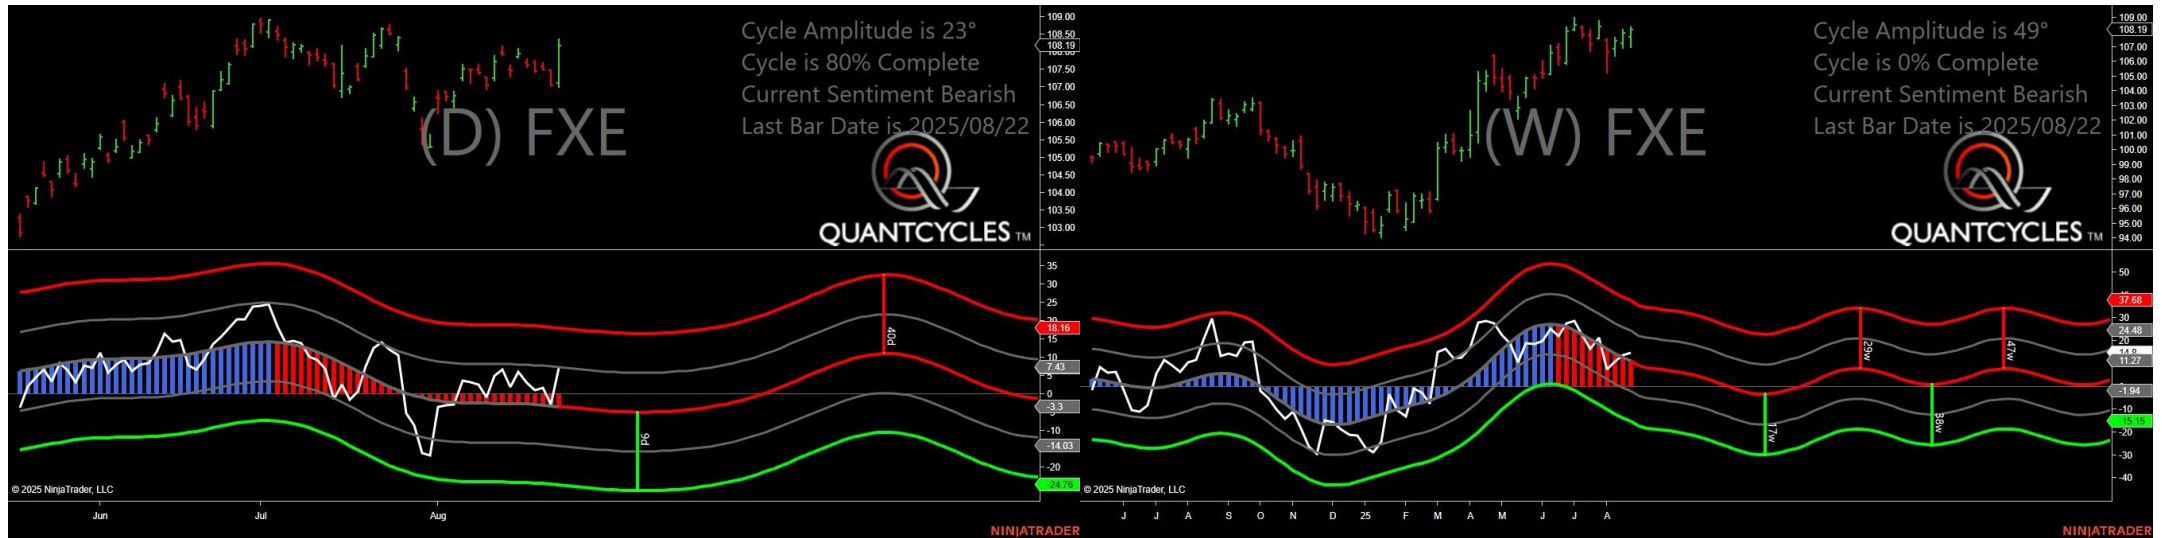 Cycle Amplitude is 23°
Cycle is 80% Complete
Current Sentiment Bearish
Last Bar Date is 2025/08/22
(D) FXE
QUANTCYCLES TM
109.00
108.50
108.19
107.50
107.00
106.50
106.00
105.50
105.00
104.50
104.00
103.50
103.00
35
30
25
18.16
15
10
7.43
5
0
-3.3
-10
-14.03
-20
-24.76
40d
9d
© 2025 NinjaTrader, LLC
Jun Jul Aug
NINJATRADER
Cycle Amplitude is 49°
Cycle is 0% Complete
Current Sentiment Bearish
Last Bar Date is 2025/08/22
(W) FXE
QUANTCYCLES TM
109.00
108.19
107.00
106.00
105.00
104.00
103.00
102.00
101.00
100.00
99.00
98.00
97.00
96.00
95.00
94.00
50
37.68
30
24.48
20
14.8
11.27
-1.94
-10
-15.15
-20
-30
-40
29w
47w
17w
38w
© 2025 NinjaTrader, LLC
J J A S O N D 25 F M A M J J A
NINJATRADER